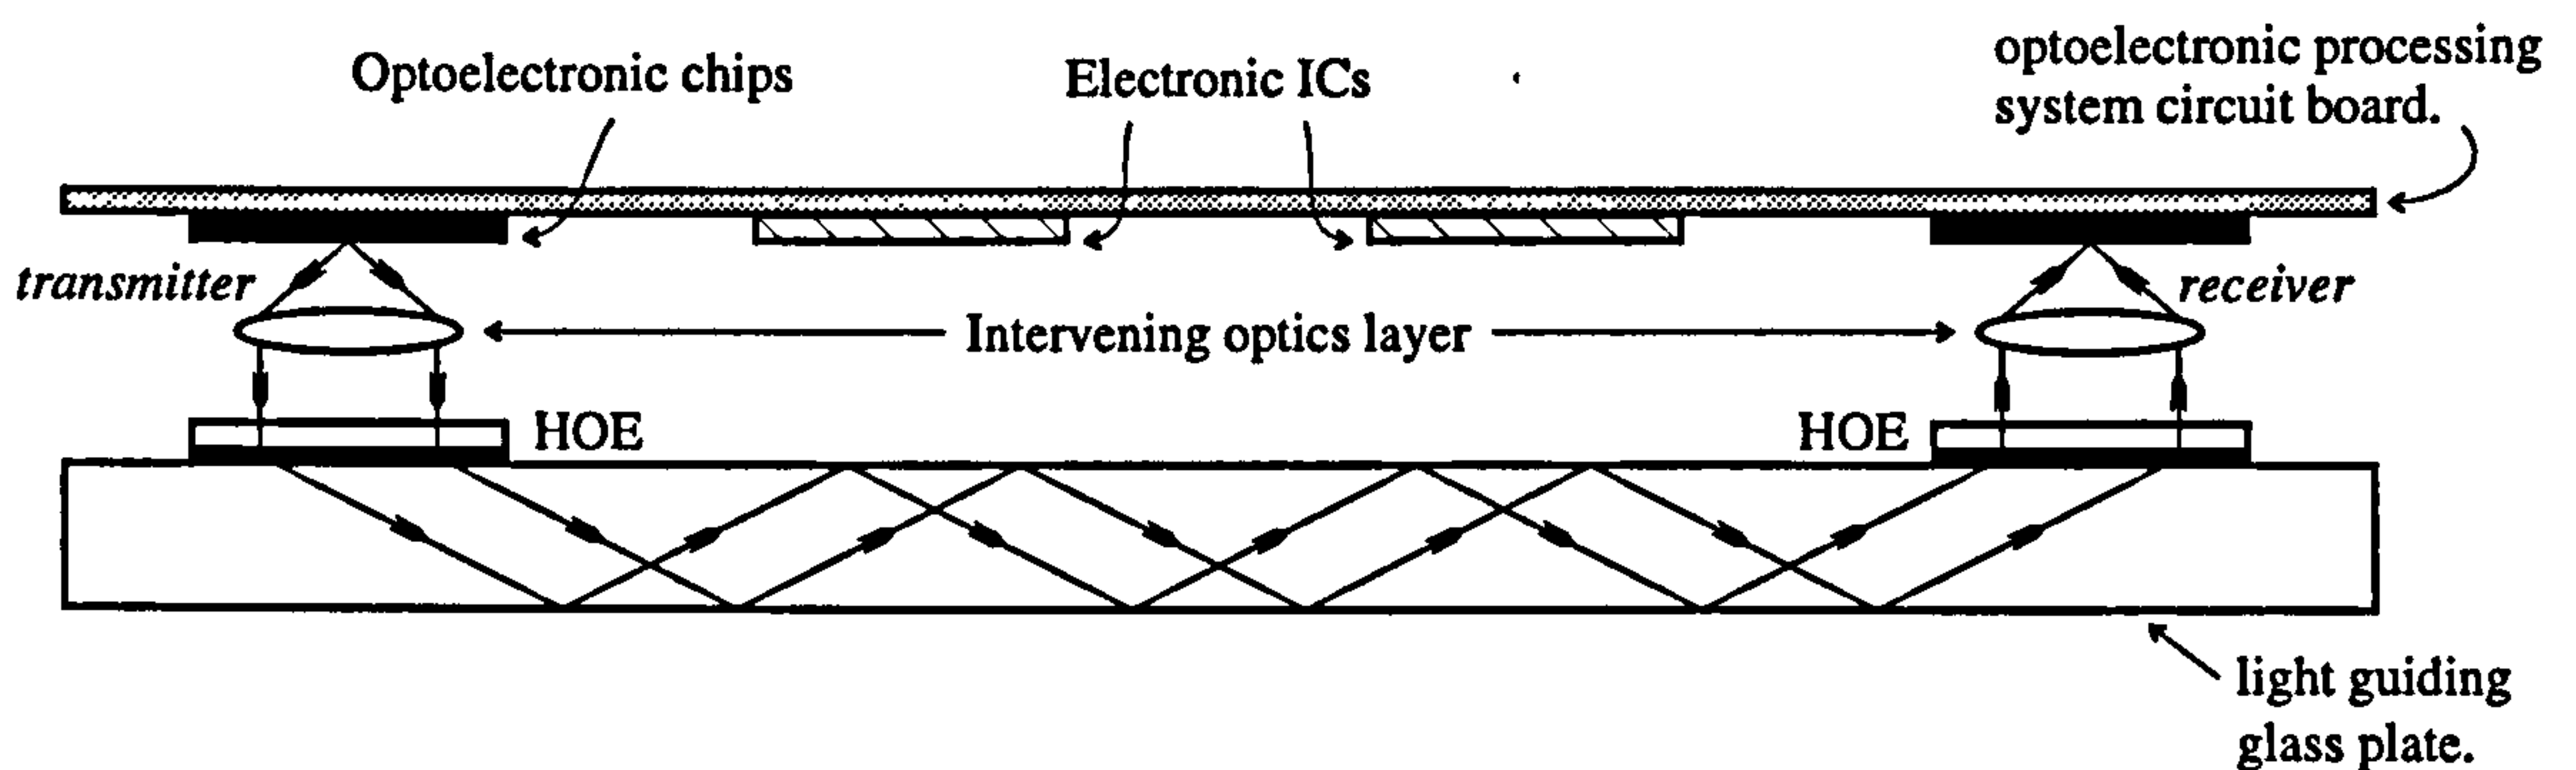 Optoelectronic chips
Electronic ICs
optoelectronic processing
system circuit board.
transmitter
receiver
Intervening optics layer
HOE
HOE
light guiding
glass plate.